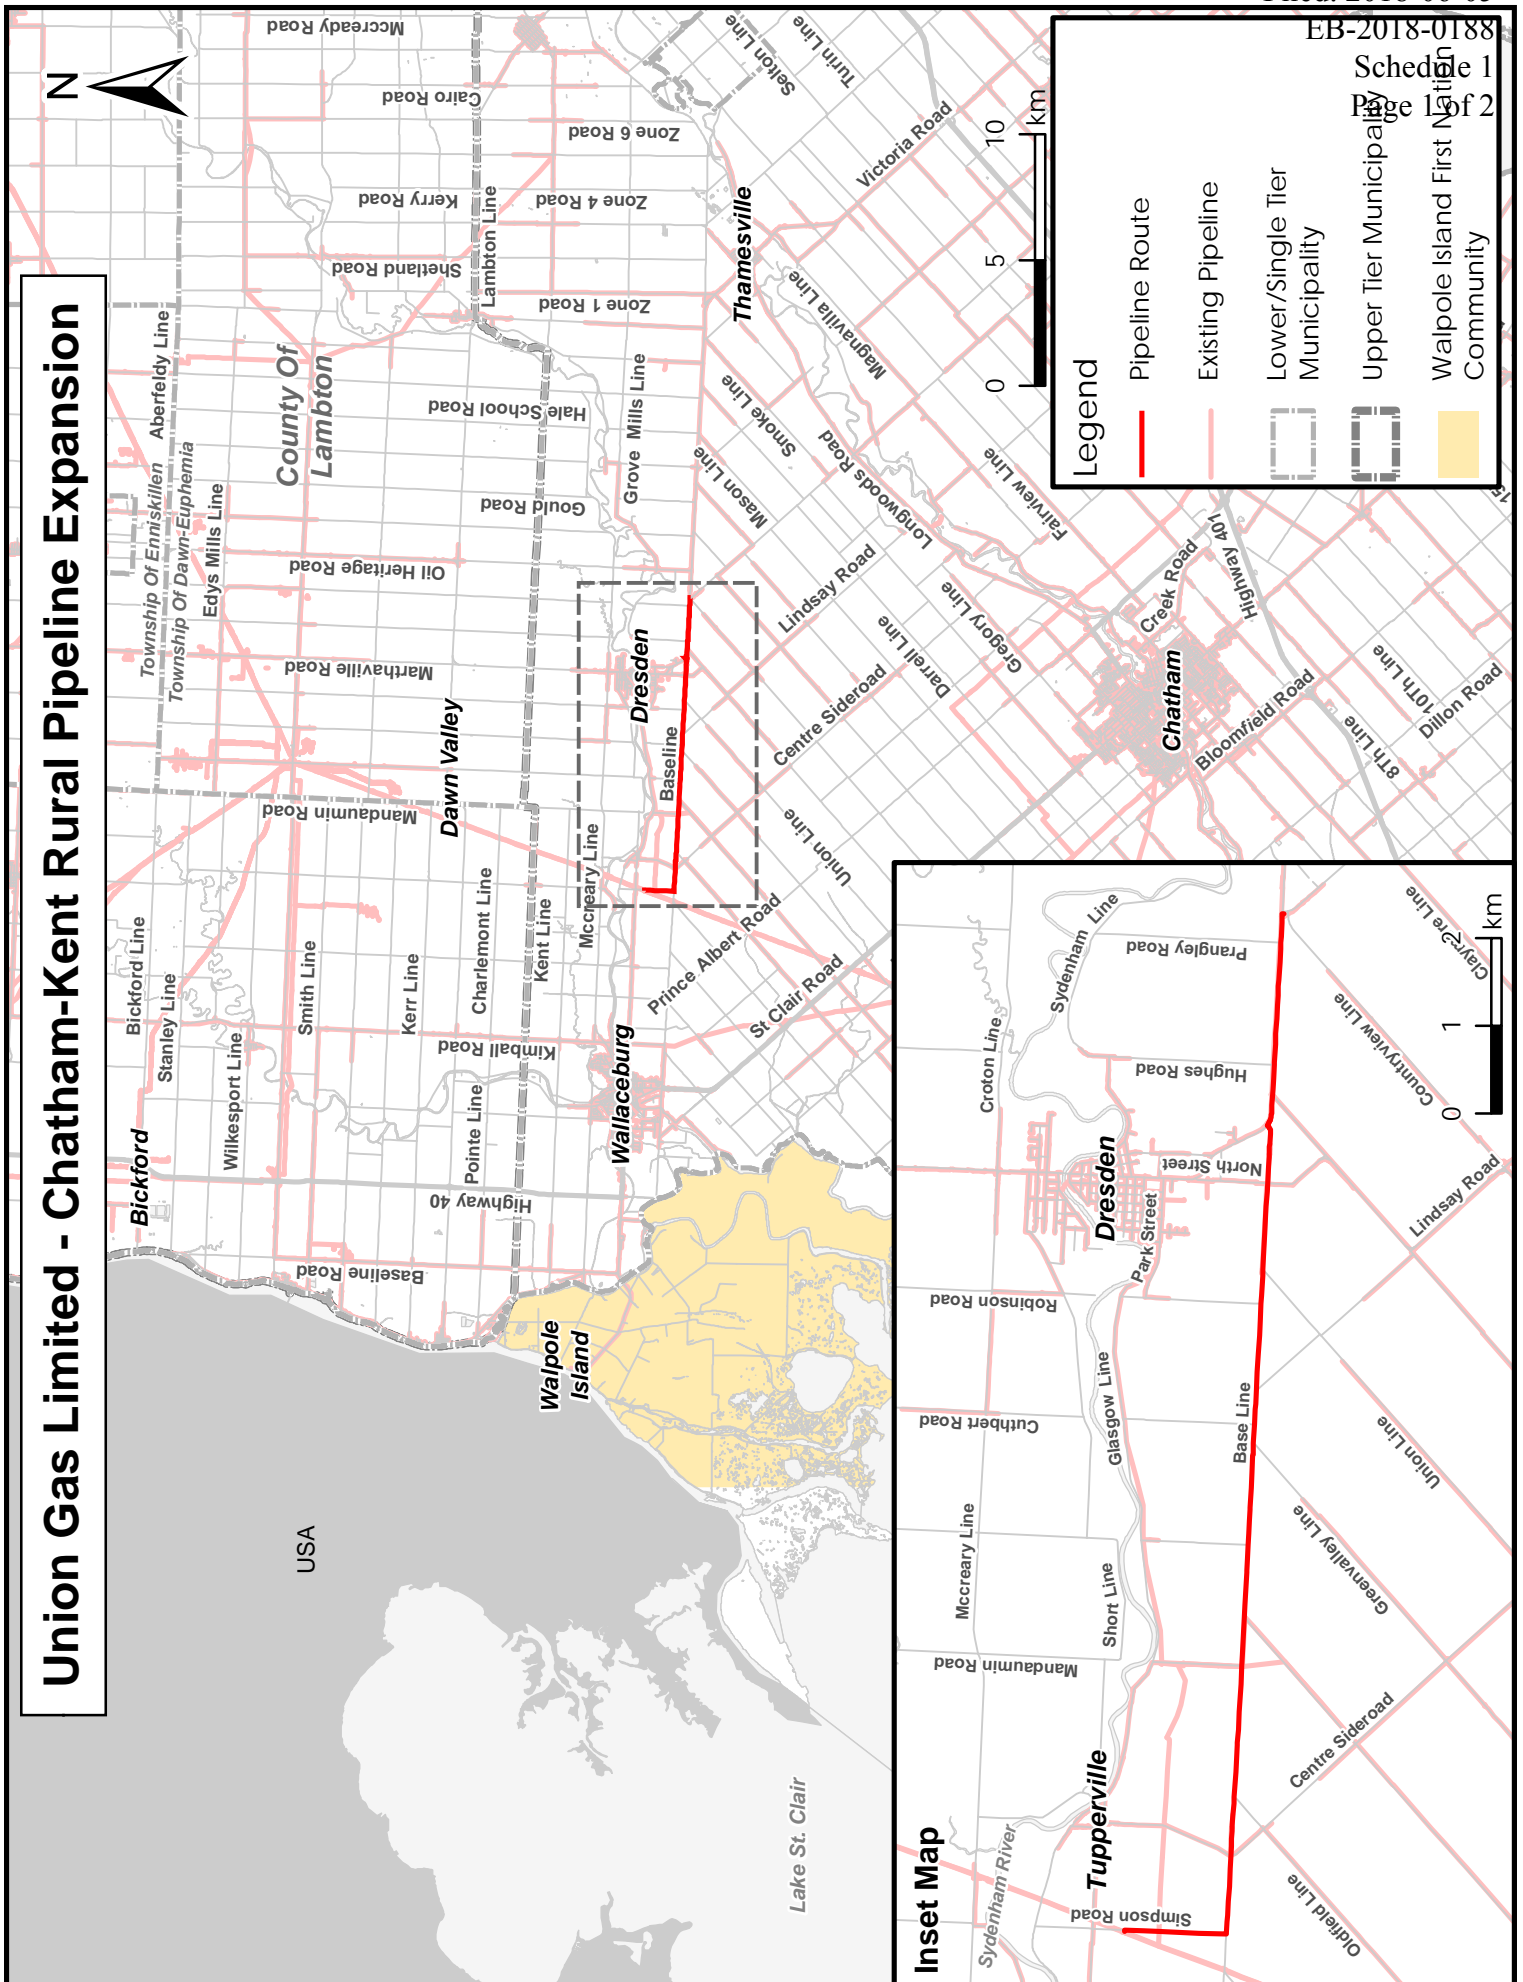 Filed: 2018-06-05
EB-2018-0188
Schedule 1
Page 1 of 2
Union Gas Limited - Chatham-Kent Rural Pipeline Expansion
N
USA
Lake St. Clair
Walpole
Island
Bickford
Bickford Line
Stanley Line
Wilkesport Line
Smith Line
Kerr Line
Charlemont Line
Pointe Line
Kent Line
Mccreary Line
Baseline Road
Highway 40
Kimball Road
Mandaumin Road
Wallaceburg
Dawn Valley
Township Of Enniskillen
Township Of Dawn-Euphemia
Aberfeldy Line
Edys Mills Line
County Of
Lambton
Marthaville Road
Oil Heritage Road
Gould Road
Hale School Road
Shetland Road
Kerry Road
Cairo Road
Mccready Road
Lambton Line
Zone 1 Road
Zone 4 Road
Zone 6 Road
Grove Mills Line
Dresden
Baseline
Thamesville
Selton Line
Turin Line
Victoria Road
Magnavilla Line
Smoke Line
Mason Line
Longwoods Road
Fairview Line
Lindsay Road
Gregory Line
Darrell Line
Centre Sideroad
Union Line
Prince Albert Road
St Clair Road
Chatham
Creek Road
Highway 401
Bloomfield Road
8Th Line
10Th Line
Dillon Road
15
0 5 10
km
Legend
Pipeline Route
Existing Pipeline
Lower/Single Tier
Municipality
Upper Tier Municipality
Walpole Island First Nation
Community
Inset Map
Sydenham River
Tupperville
Simpson Road
Mandaumin Road
Mccreary Line
Short Line
Cuthbert Road
Glasgow Line
Robinson Road
Park Street
Dresden
North Street
Croton Line
Sydenham Line
Hughes Road
Prangley Road
Base Line
Oldfield Line
Centre Sideroad
Greenvalley Line
Union Line
Lindsay Road
Countryview Line
Claymore Line
0 1 2
km